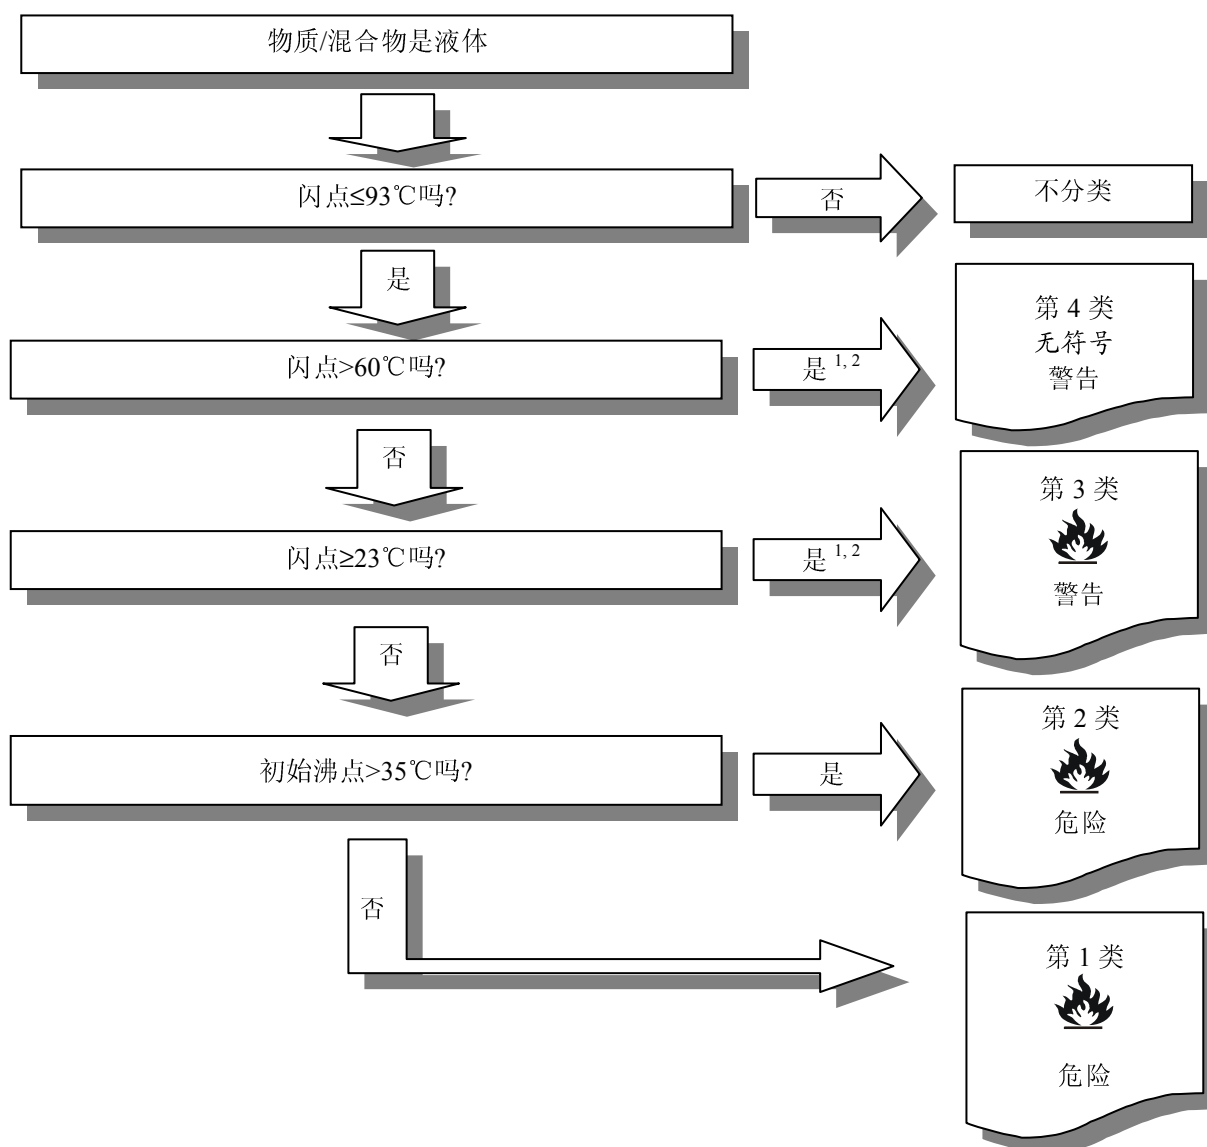 物质/混合物是液体
闪点≤93℃吗?
否
不分类
是
闪点>60℃吗?
是 1, 2
第 4 类
无符号
警告
否
闪点≥23℃吗?
是 1, 2
第 3 类
警告
否
初始沸点>35℃吗?
是
第 2 类
危险
否
第 1 类
危险